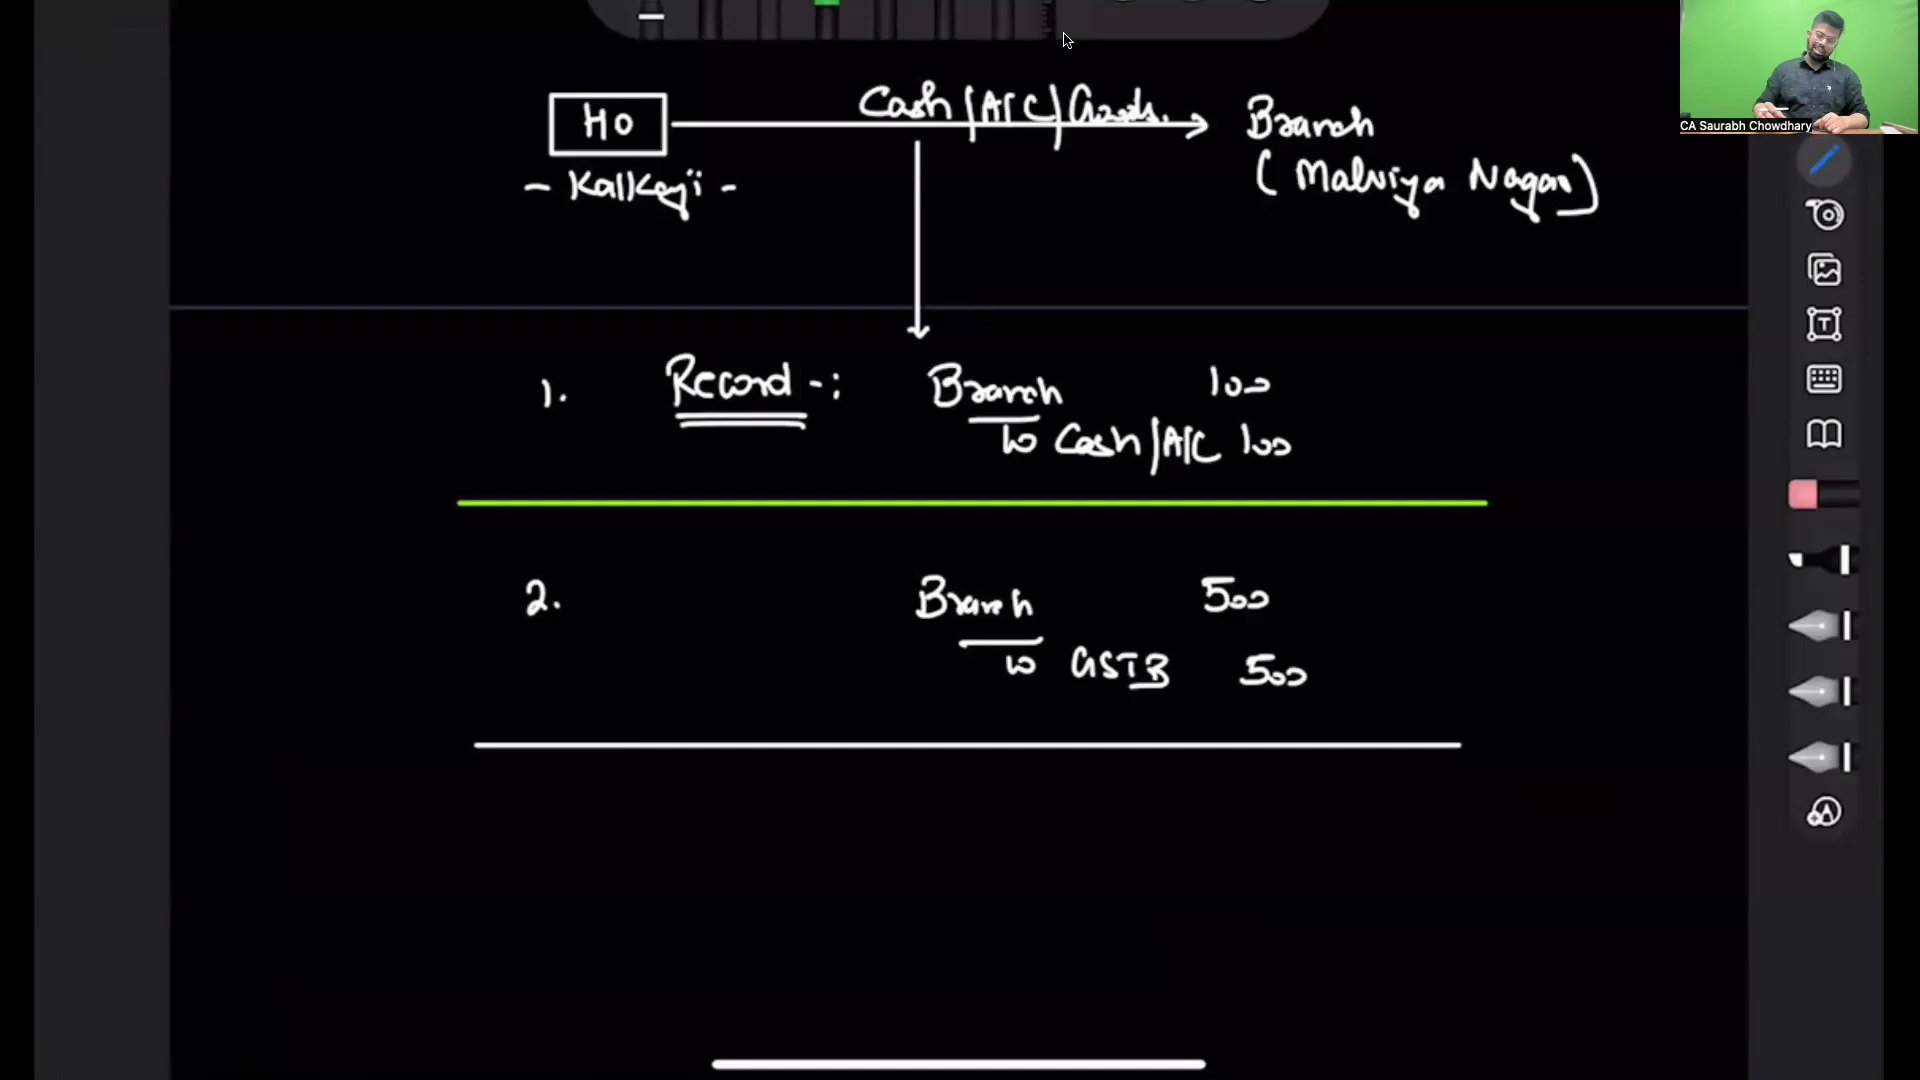 HO
Cash/A/C/Goods.
Branch
- Kalkaji -
(Malviya Nagar)
CA Saurabh Chowdhary
1. Record -: Branch 100
to Cash/A/C 100
2. Branch 500
to GSTB 500